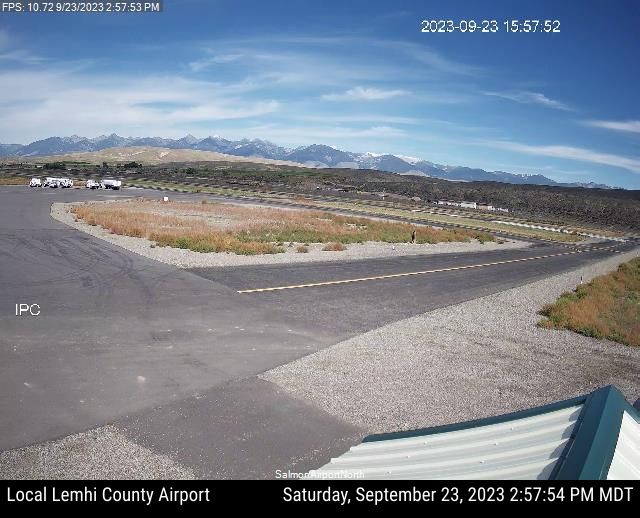 FPS: 10.72 9/23/2023 2:57:53 PM
2023-09-23 15:57:52
IPC
SalmonAirportNorth
Local Lemhi County Airport
Saturday, September 23, 2023 2:57:54 PM MDT